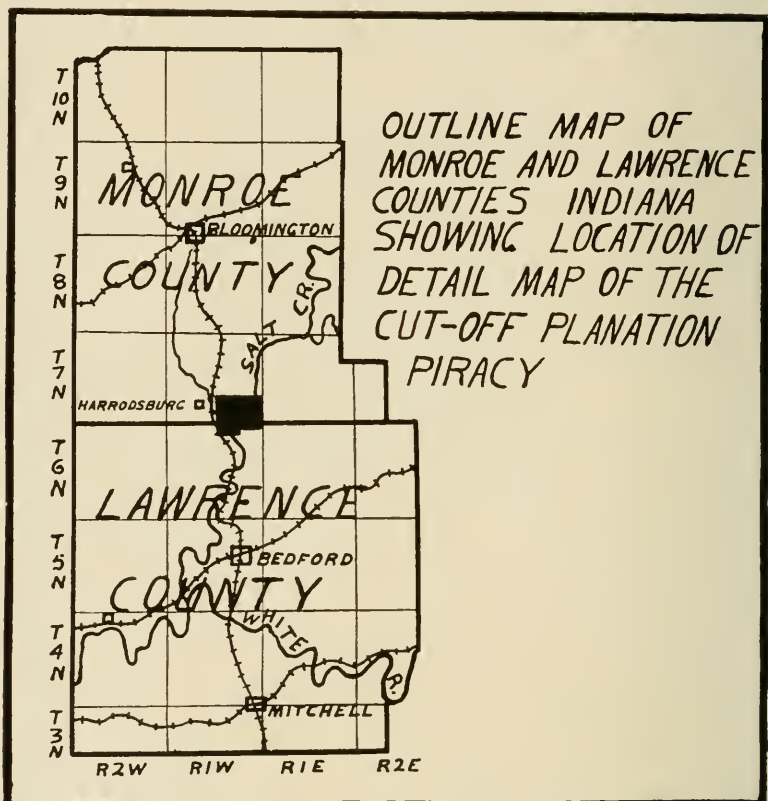 OUTLINE MAP OF
MONROE AND LAWRENCE
COUNTIES INDIANA
SHOWING LOCATION OF
DETAIL MAP OF THE
CUT-OFF PLANATION
PIRACY
T
10
N
T
9
N
MONROE
BLOOMINGTON
T
8
N
COUNTY
SALT CR.
T
7
N
HARRODSBURG
T
6
N
LAWRENCE
T
5
N
BEDFORD
COUNTY
T
4
N
WHITE R.
T
3
N
MITCHELL
R2W R1W R1E R2E